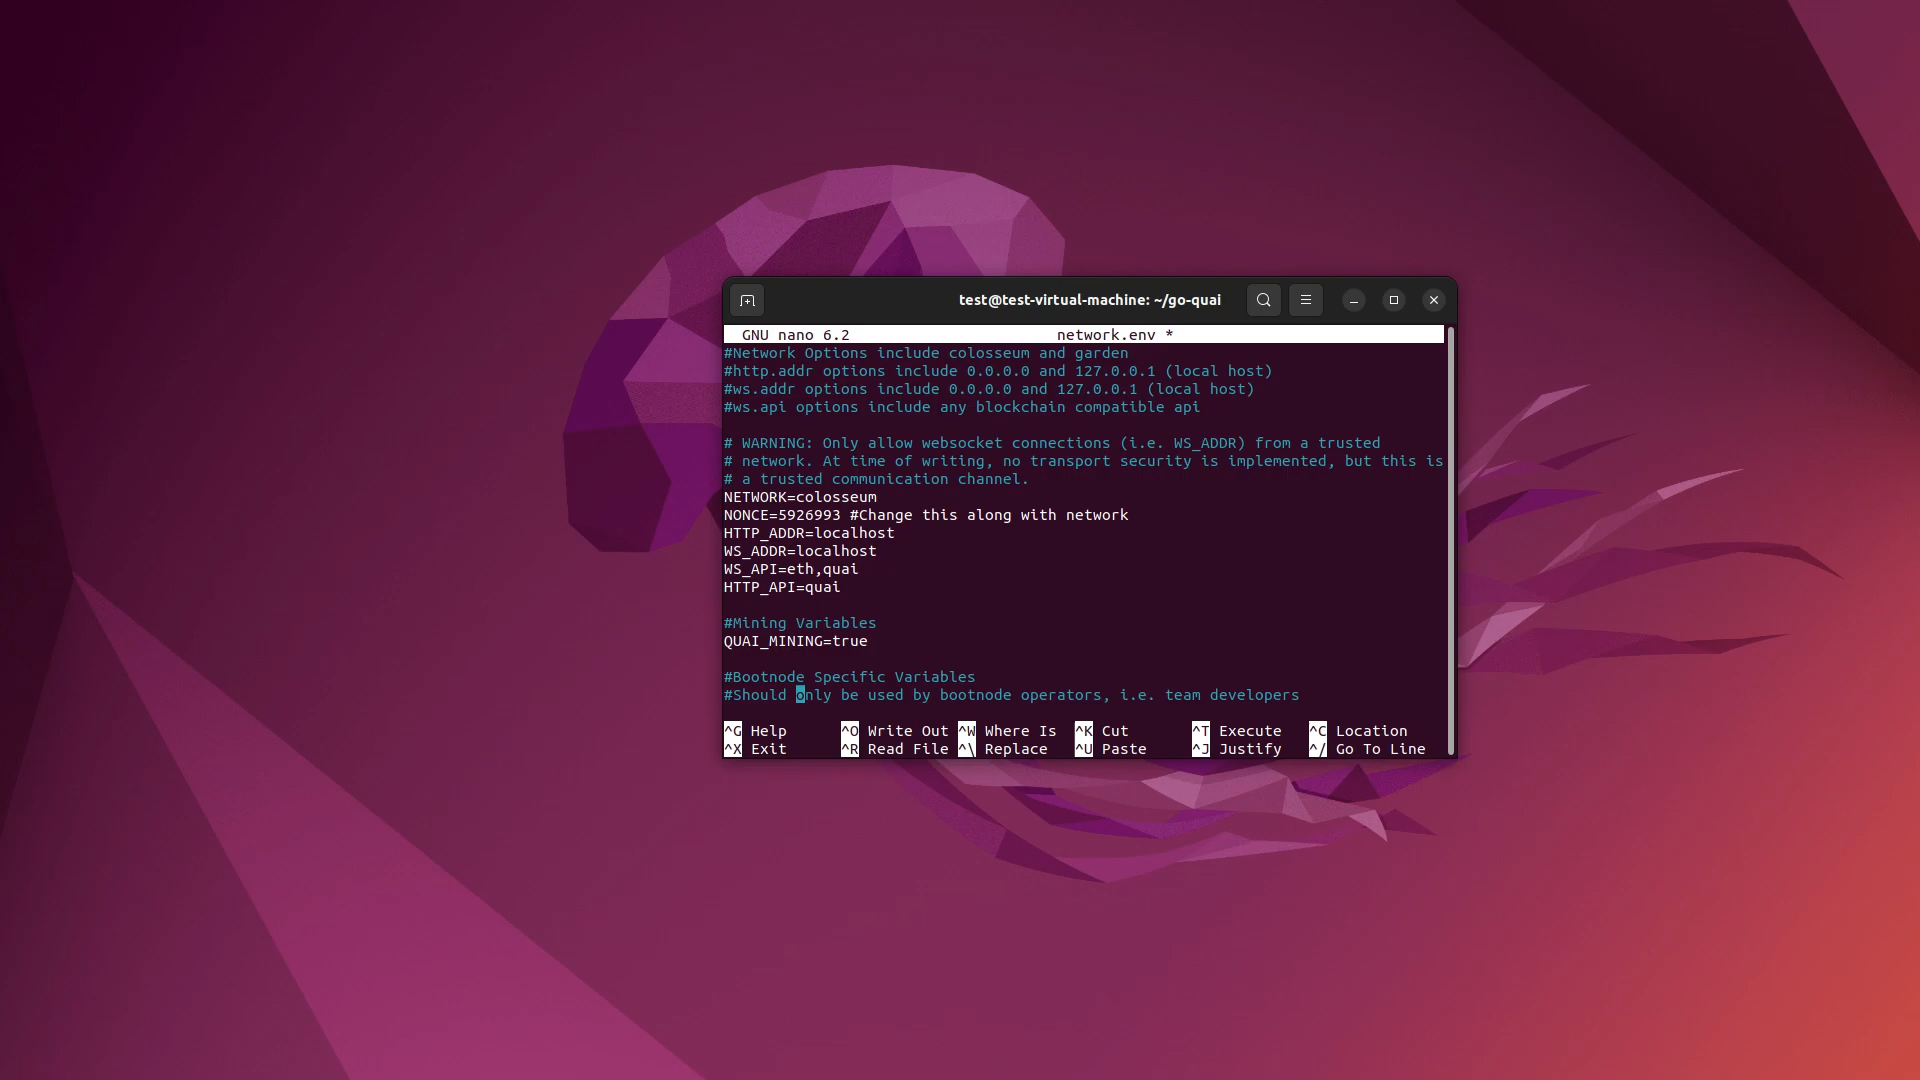 test@test-virtual-machine: ~/go-quai
GNU nano 6.2 network.env *
#Network Options include colosseum and garden
#http.addr options include 0.0.0.0 and 127.0.0.1 (local host)
#ws.addr options include 0.0.0.0 and 127.0.0.1 (local host)
#ws.api options include any blockchain compatible api
# WARNING: Only allow websocket connections (i.e. WS_ADDR) from a trusted
# network. At time of writing, no transport security is implemented, but this is
# a trusted communication channel.
NETWORK=colosseum
NONCE=5926993 #Change this along with network
HTTP_ADDR=localhost
WS_ADDR=localhost
WS_API=eth,quai
HTTP_API=quai
#Mining Variables
QUAI_MINING=true
#Bootnode Specific Variables
#Should only be used by bootnode operators, i.e. team developers
^G Help ^O Write Out ^W Where Is ^K Cut ^T Execute ^C Location
^X Exit ^R Read File ^\ Replace ^U Paste ^J Justify ^/ Go To Line